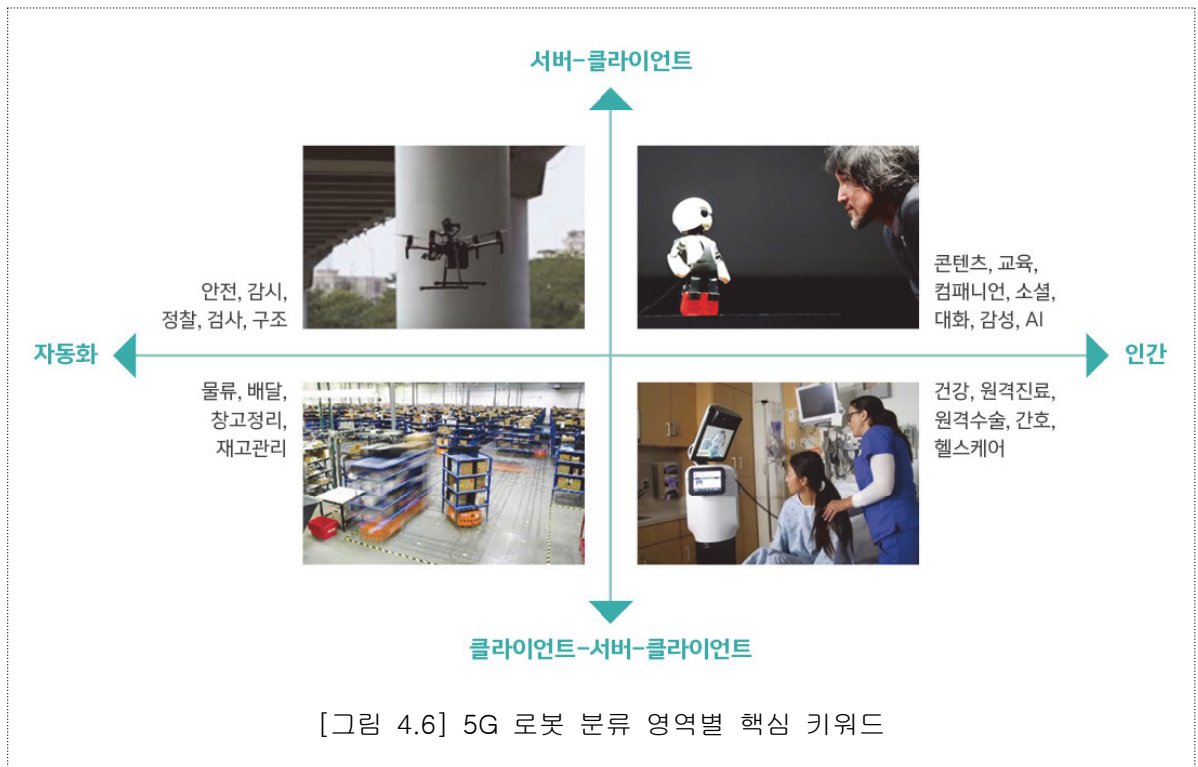 서버-클라이언트
안전, 감시,
정찰, 검사, 구조
콘텐츠, 교육,
컴패니언, 소셜,
대화, 감성, AI
자동화
인간
물류, 배달,
창고정리,
재고관리
건강, 원격진료,
원격수술, 간호,
헬스케어
클라이언트-서버-클라이언트
[그림 4.6] 5G 로봇 분류 영역별 핵심 키워드